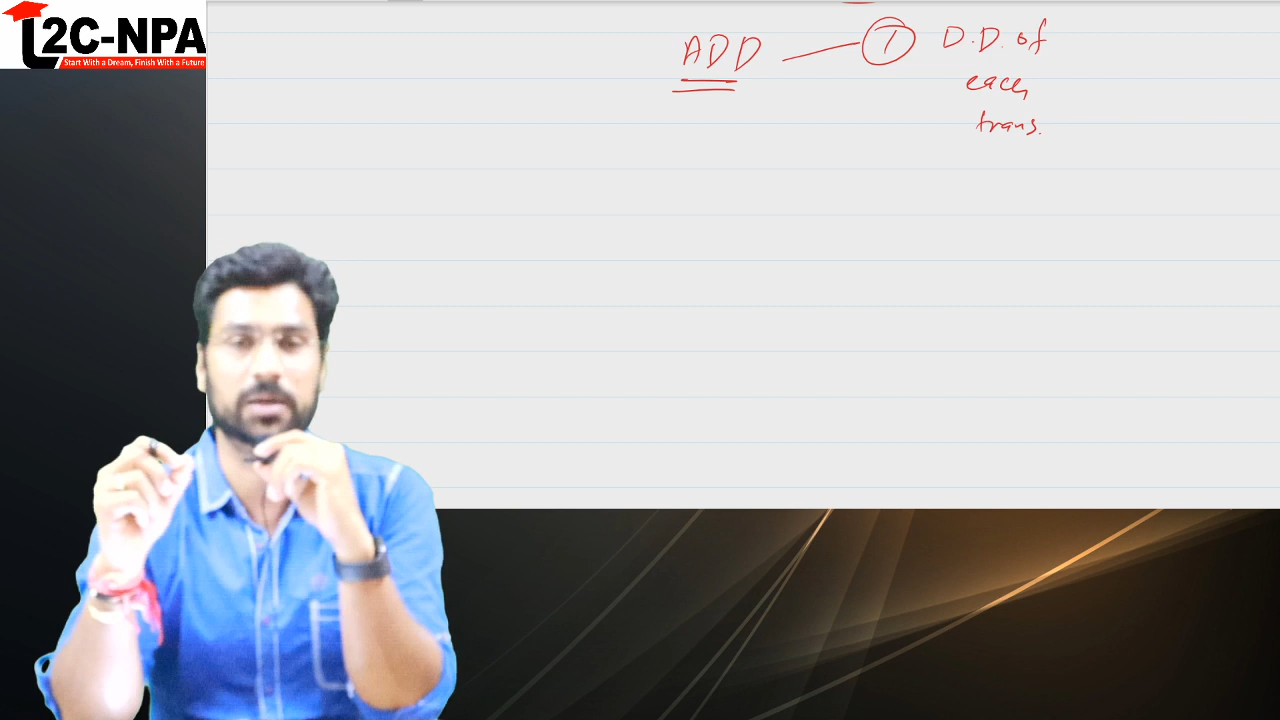 L2C-NPA
Start With a Dream, Finish With a Future
ADD — 1 D.D. of
each
trans.